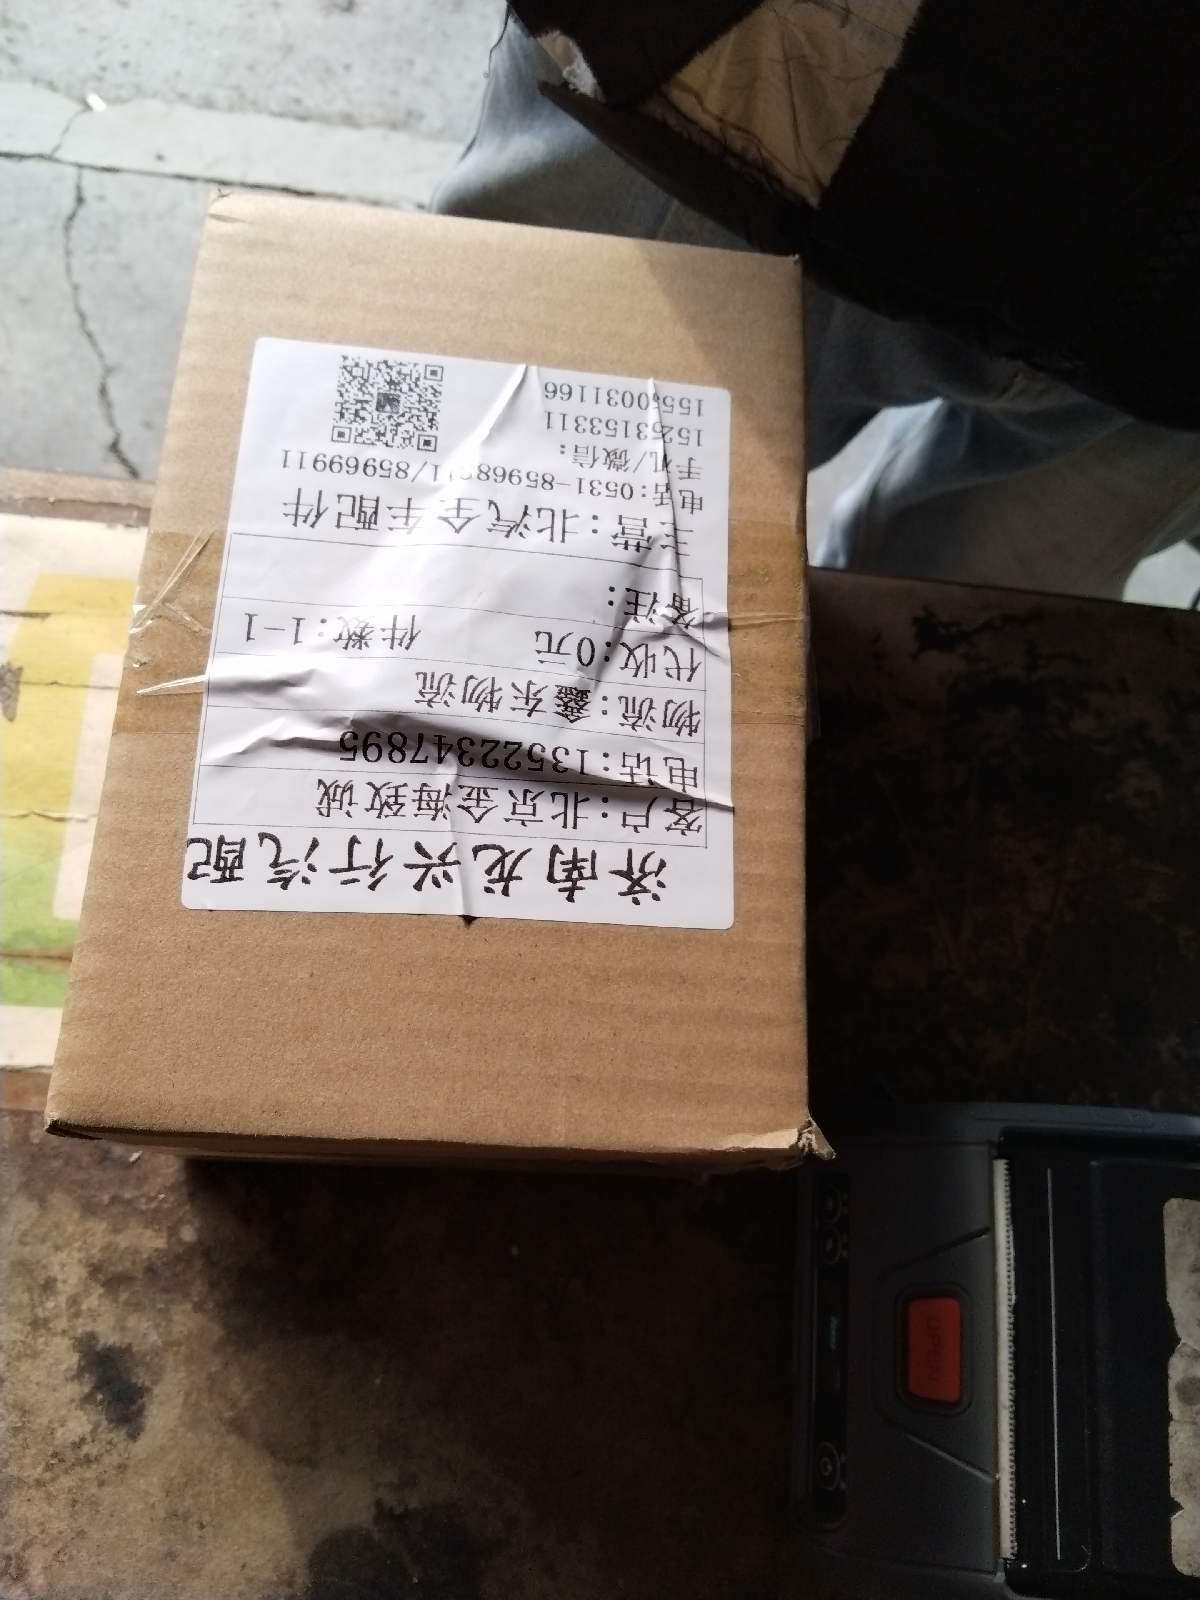 济南龙兴行汽配
客户：北京金海致诚
电话：13522347895
物流：鑫东物流
代收：0元 件数：1-1
备注：
主营：北汽全车配件
电话：0531-85968911/85969911
手机/微信：
15253153311
15550031166